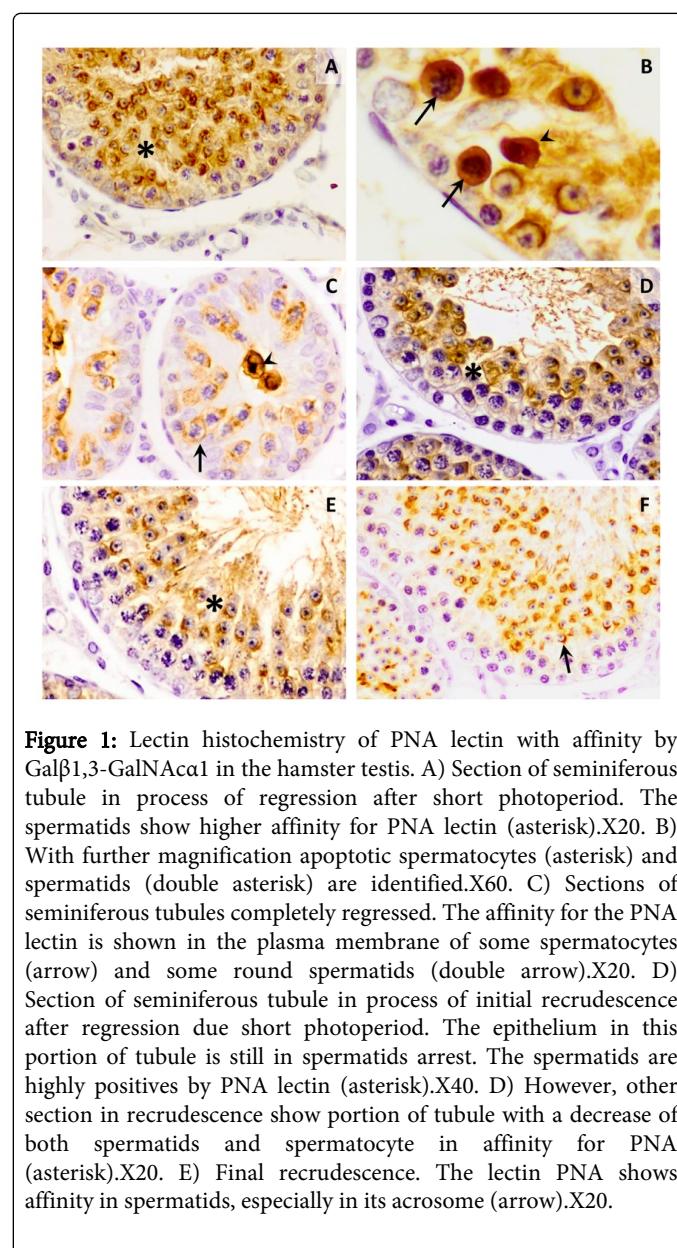 A
*
B
C
D
*
E
*
F
Figure 1: Lectin histochemistry of PNA lectin with affinity by
Galβ1,3-GalNAcα1 in the hamster testis. A) Section of seminiferous
tubule in process of regression after short photoperiod. The
spermatids show higher affinity for PNA lectin (asterisk).X20. B)
With further magnification apoptotic spermatocytes (asterisk) and
spermatids (double asterisk) are identified.X60. C) Sections of
seminiferous tubules completely regressed. The affinity for the PNA
lectin is shown in the plasma membrane of some spermatocytes
(arrow) and some round spermatids (double arrow).X20. D)
Section of seminiferous tubule in process of initial recrudescence
after regression due short photoperiod. The epithelium in this
portion of tubule is still in spermatids arrest. The spermatids are
highly positives by PNA lectin (asterisk).X40. D) However, other
section in recrudescence show portion of tubule with a decrease of
both spermatids and spermatocyte in affinity for PNA
(asterisk).X20. E) Final recrudescence. The lectin PNA shows
affinity in spermatids, especially in its acrosome (arrow).X20.